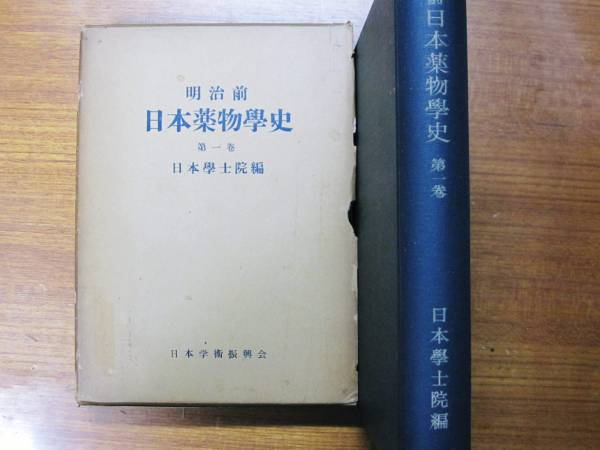 明治前
日本薬物學史
第一卷
日本學士院編
日本学術振興会
前日本薬物學史
第一卷
日本學士院編